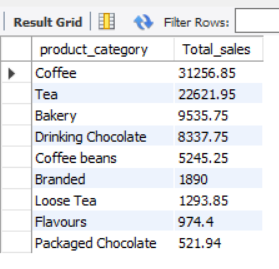 Result Grid Filter Rows:
product_category Total_sales
Coffee 31256.85
Tea 22621.95
Bakery 9535.75
Drinking Chocolate 8337.75
Coffee beans 5245.25
Branded 1890
Loose Tea 1293.85
Flavours 974.4
Packaged Chocolate 521.94